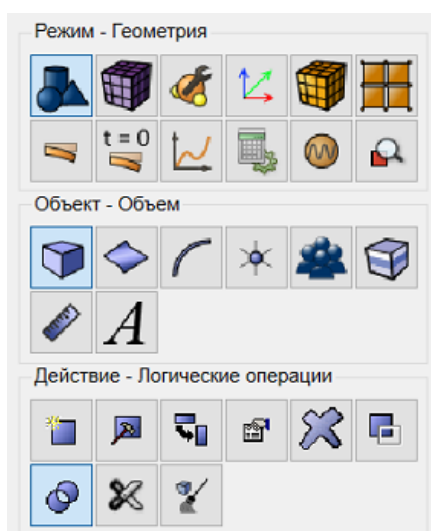 Режим - Геометрия
t = 0
Объект - Объем
A
Действие - Логические операции